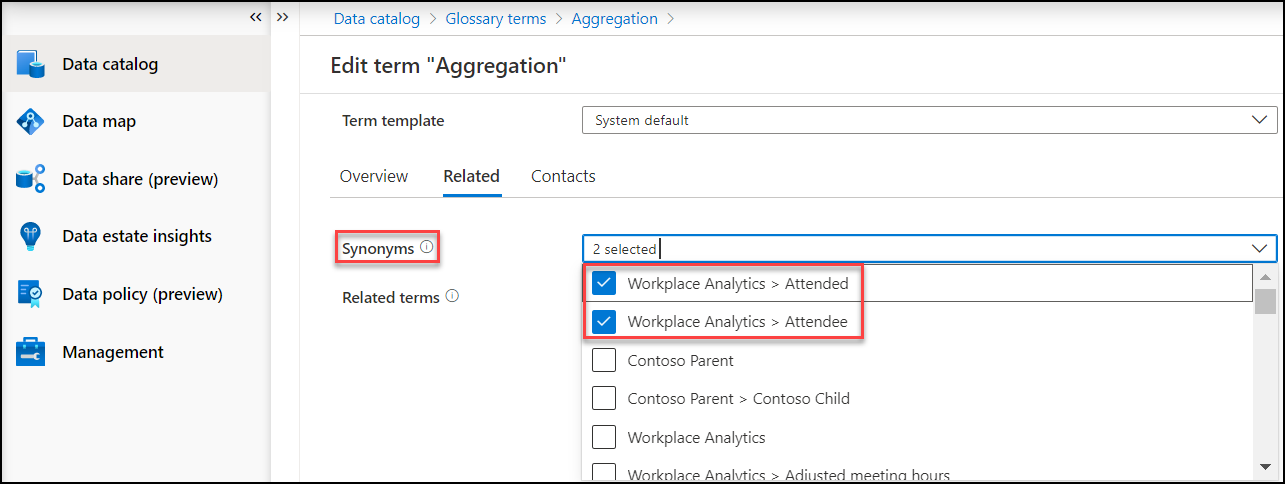 « »
Data catalog > Glossary terms > Aggregation >
Data catalog
Data map
Data share (preview)
Data estate insights
Data policy (preview)
Management
Edit term "Aggregation"
Term template
System default
Overview
Related
Contacts
Synonyms
2 selected
Related terms
Workplace Analytics > Attended
Workplace Analytics > Attendee
Contoso Parent
Contoso Parent > Contoso Child
Workplace Analytics
Workplace Analytics > Adjusted meeting hours